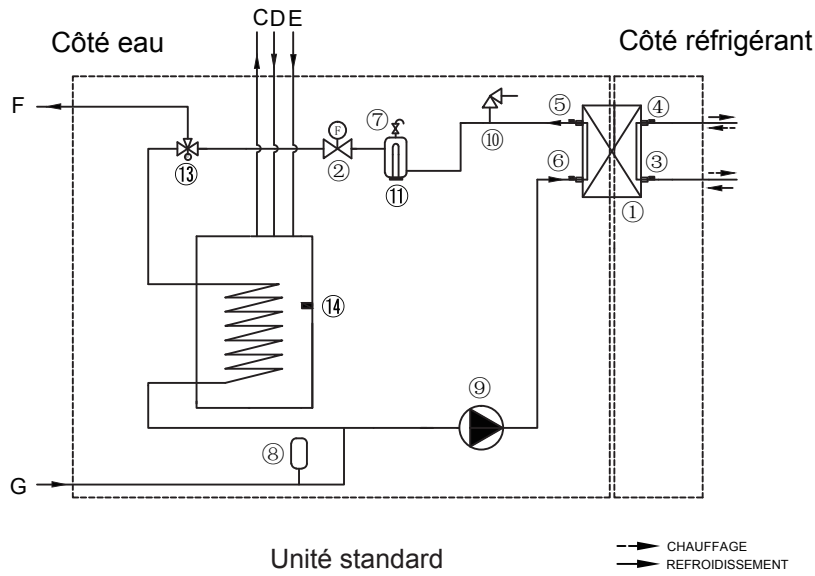 CDE
Côté eau
Côté réfrigérant
F
⑦
⑤
④
F
⑩
⑬
②
⑪
⑥
③
①
⑭
⑨
⑧
G
Unité standard
CHAUFFAGE
REFROIDISSEMENT